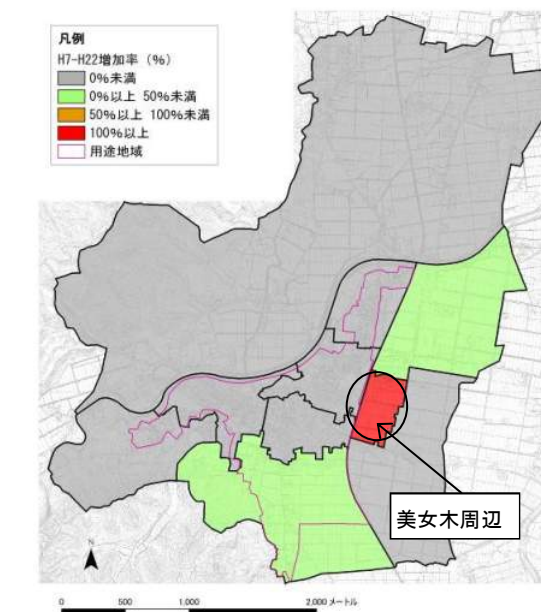 凡例
H7-H22増加率 (%)
0%未満
0%以上 50%未満
50%以上 100%未満
100%以上
用途地域
美女木周辺
N
0 500 1,000 2,000 メートル